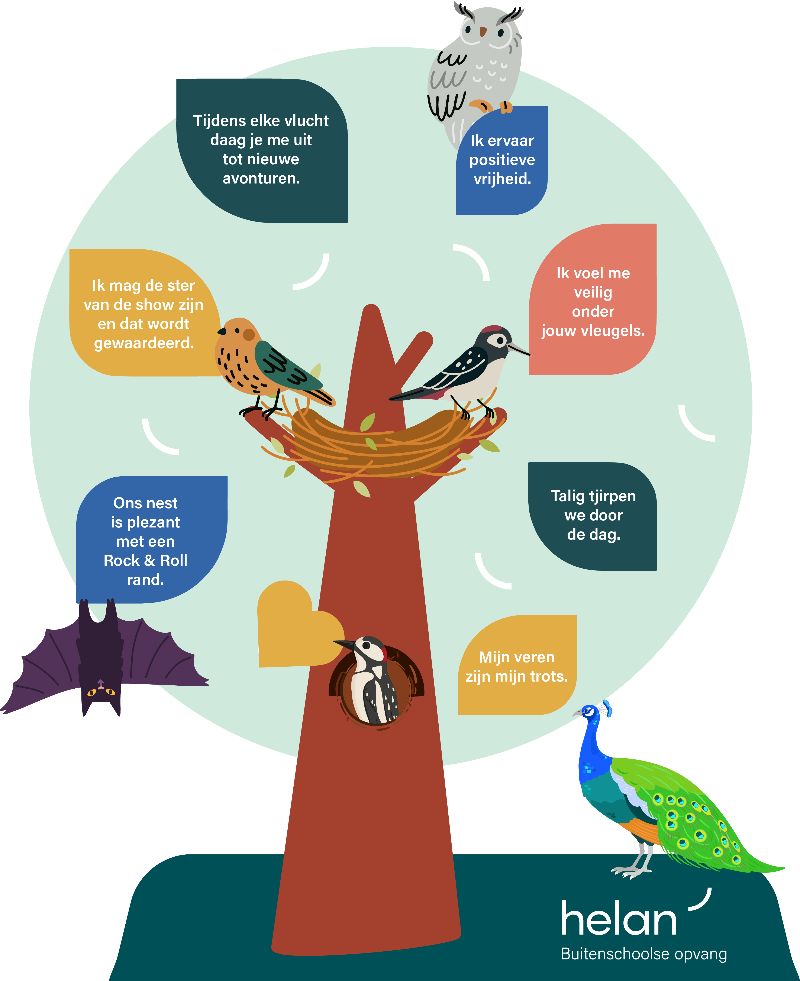 Tijdens elke vlucht
daag je me uit
tot nieuwe
avonturen.
Ik ervaar
positieve
vrijheid.
Ik mag de ster
van de show zijn
en dat wordt
gewaardeerd.
Ik voel me
veilig
onder
jouw vleugels.
Ons nest
is plezant
met een
Rock & Roll
rand.
Talig tjirpen
we door
de dag.
Mijn veren
zijn mijn trots.
helan
Buitenschoolse opvang